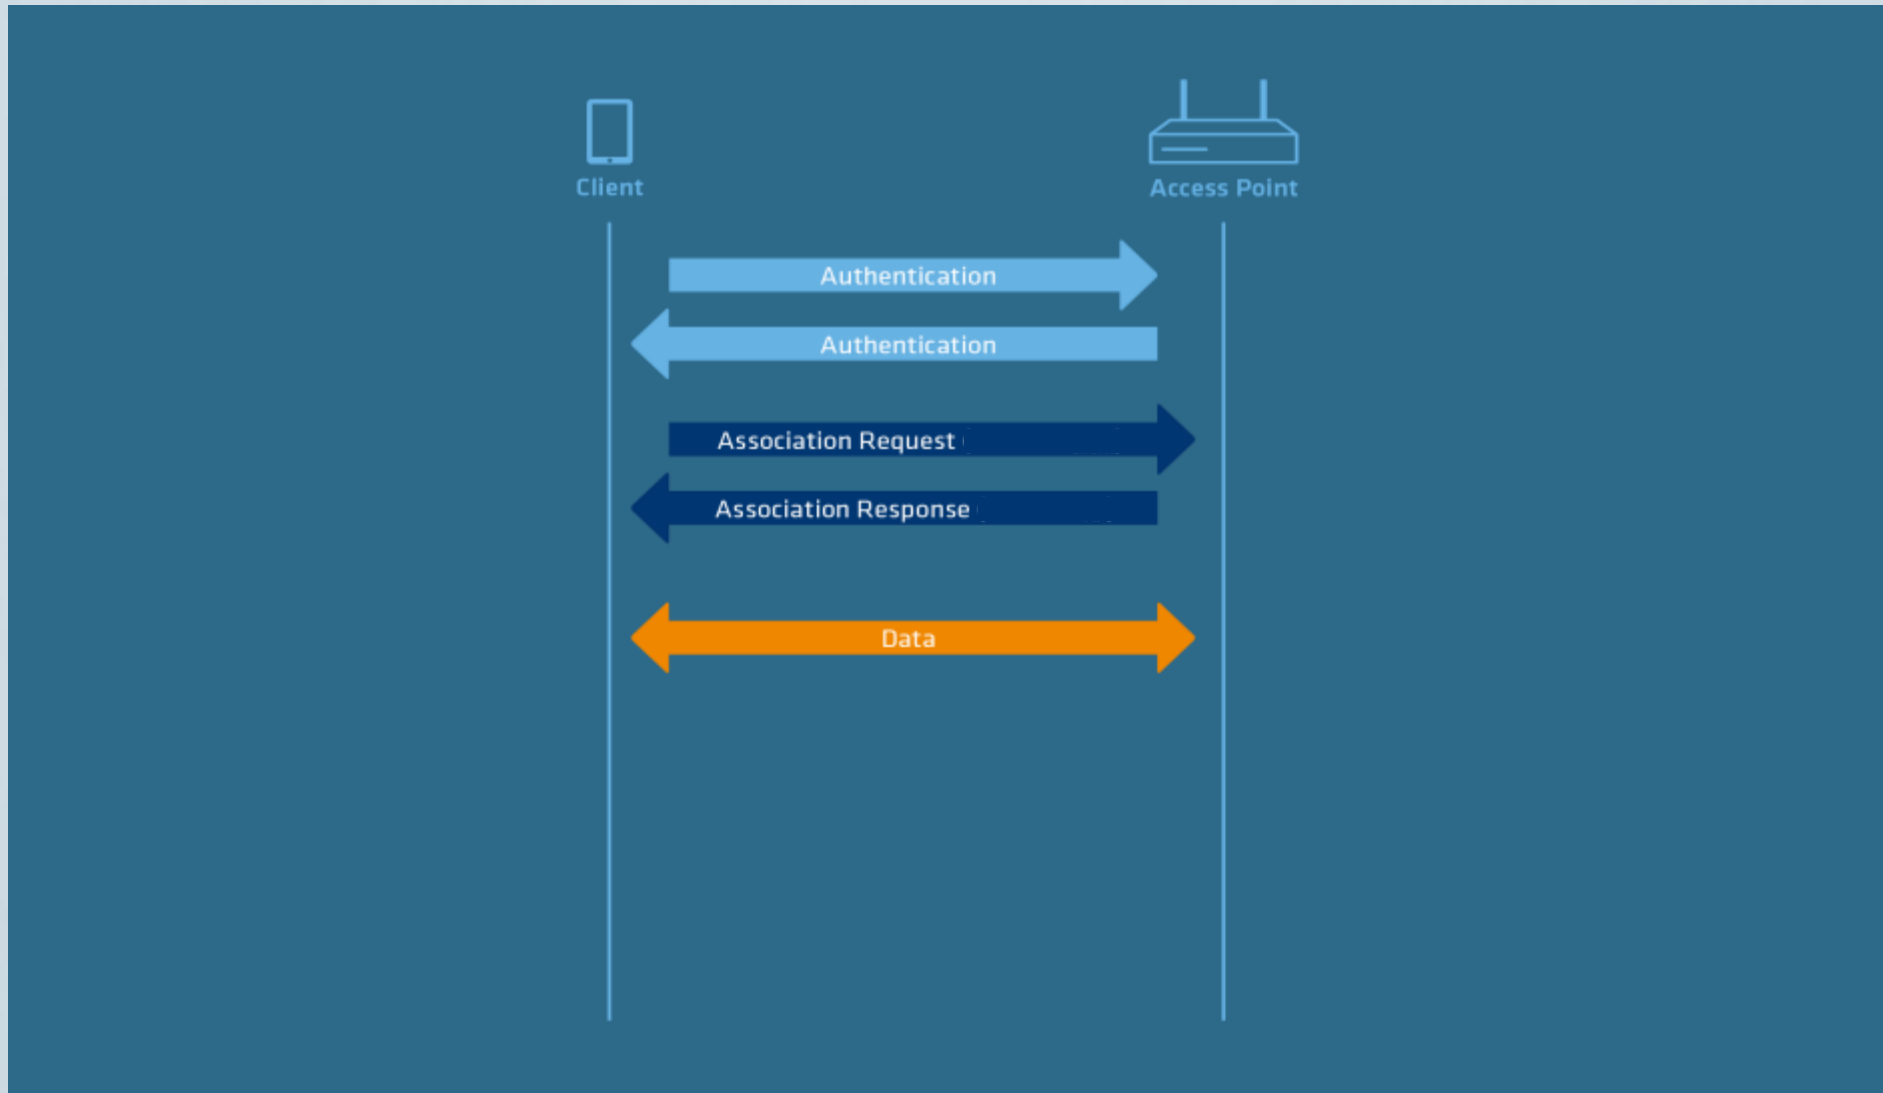 Client
Access Point
Authentication
Authentication
Association Request
Association Response
Data